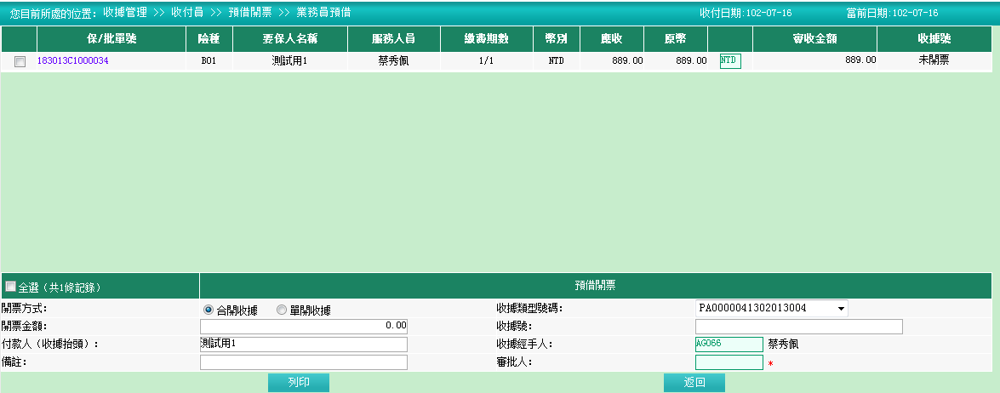 您目前所處的位置: 收據管理 >> 收付員 >> 預借開票 >> 業務員預借 收付日期:102-07-16 當前日期:102-07-16
保/批單號 險種 要保人名稱 服務人員 繳費期數 幣別 應收 原幣 審收金額 收據號
183013C1000034 B01 測試用1 蔡秀佩 1/1 NTD 889.00 889.00 NTD 889.00 未開票
全選(共1條記錄) 預借開票
開票方式: 合開收據 單開收據 收據類型號碼: PA0000041302013004
開票金額: 0.00 收據號:
付款人(收據抬頭): 測試用1 收據經手人: AG066 蔡秀佩
備註: 審批人: *
列印 返回